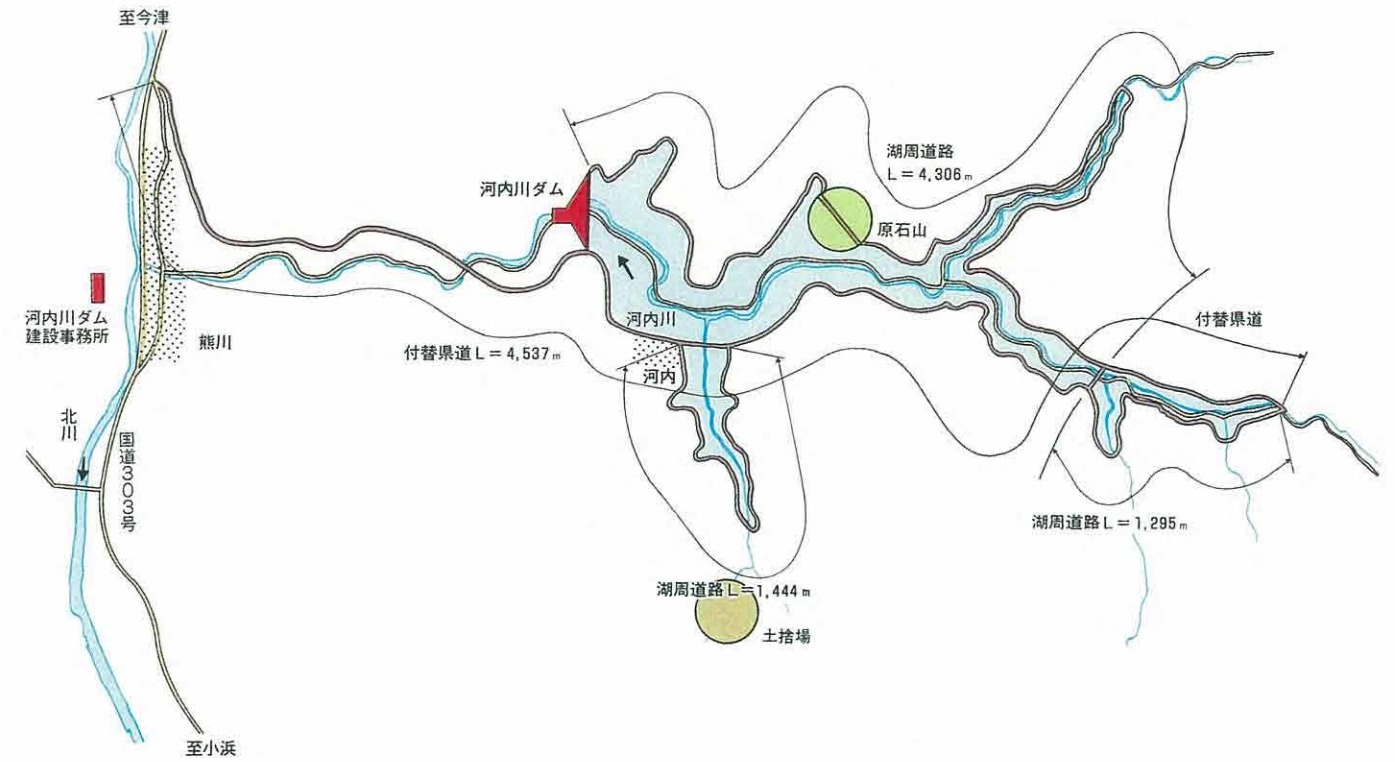 至今津
湖周道路
L=4,306m
河内川ダム
原石山
河内川ダム
建設事務所
熊川
河内川
付替県道
付替県道L=4,537m
河内
北川
国道303号
湖周道路L=1,295m
湖周道路L=1,444m
土捨場
至小浜